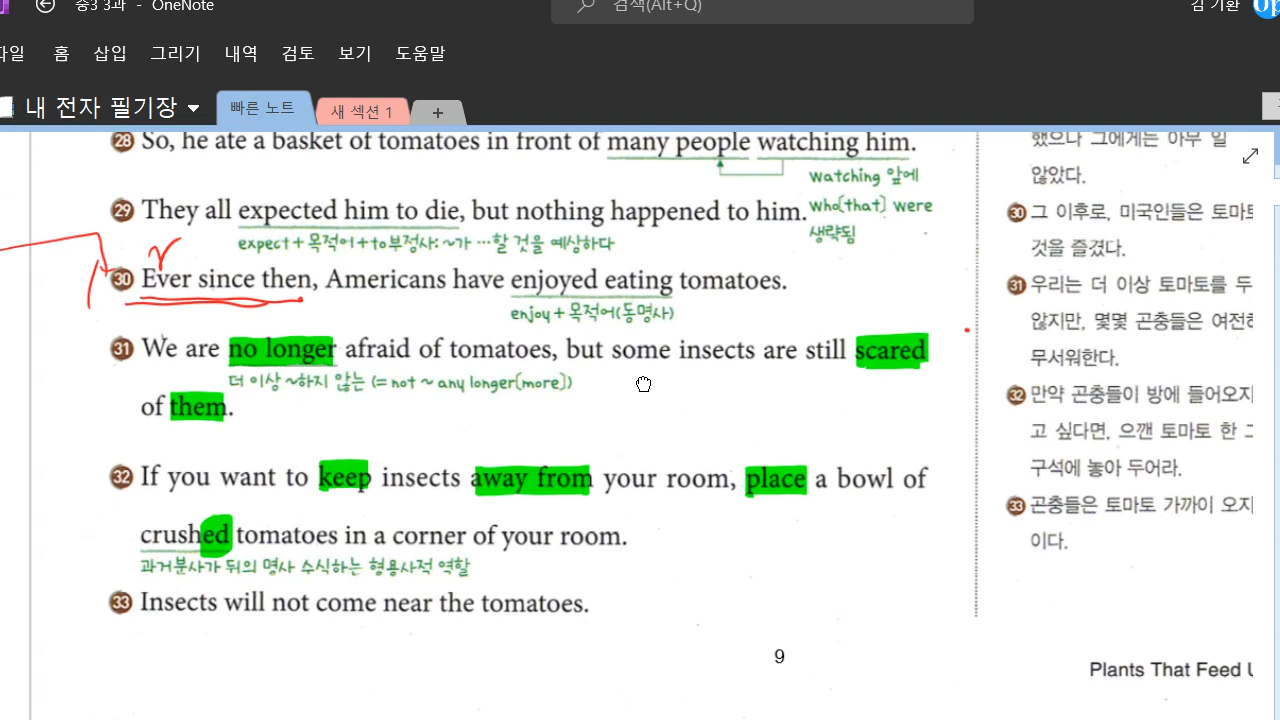 중3 3과 - OneNote
검색(Alt+Q)
김 기환
파일 홈 삽입 그리기 내역 검토 보기 도움말
내 전자 필기장 빠른 노트 새 섹션 1 +
28 So, he ate a basket of tomatoes in front of many people watching him.
watching 앞에
who(that) were
생략됨
29 They all expected him to die, but nothing happened to him.
expect + 목적어 + to부정사: ~가 …할 것을 예상하다
30 Ever since then, Americans have enjoyed eating tomatoes.
enjoy + 목적어(동명사)
31 We are no longer afraid of tomatoes, but some insects are still scared
더 이상 ~하지 않는 (= not ~ any longer(more))
of them.
32 If you want to keep insects away from your room, place a bowl of
crushed tomatoes in a corner of your room.
과거분사가 뒤의 명사 수식하는 형용사적 역할
33 Insects will not come near the tomatoes.
9
했으나 그에게는 아무 일
않았다.
30 그 이후로, 미국인들은 토마토
것을 즐겼다.
31 우리는 더 이상 토마토를 두
않지만, 몇몇 곤충들은 여전히
무서워한다.
32 만약 곤충들이 방에 들어오지
고 싶다면, 으깬 토마토 한 그
구석에 놓아 두어라.
33 곤충들은 토마토 가까이 오지
이다.
Plants That Feed U